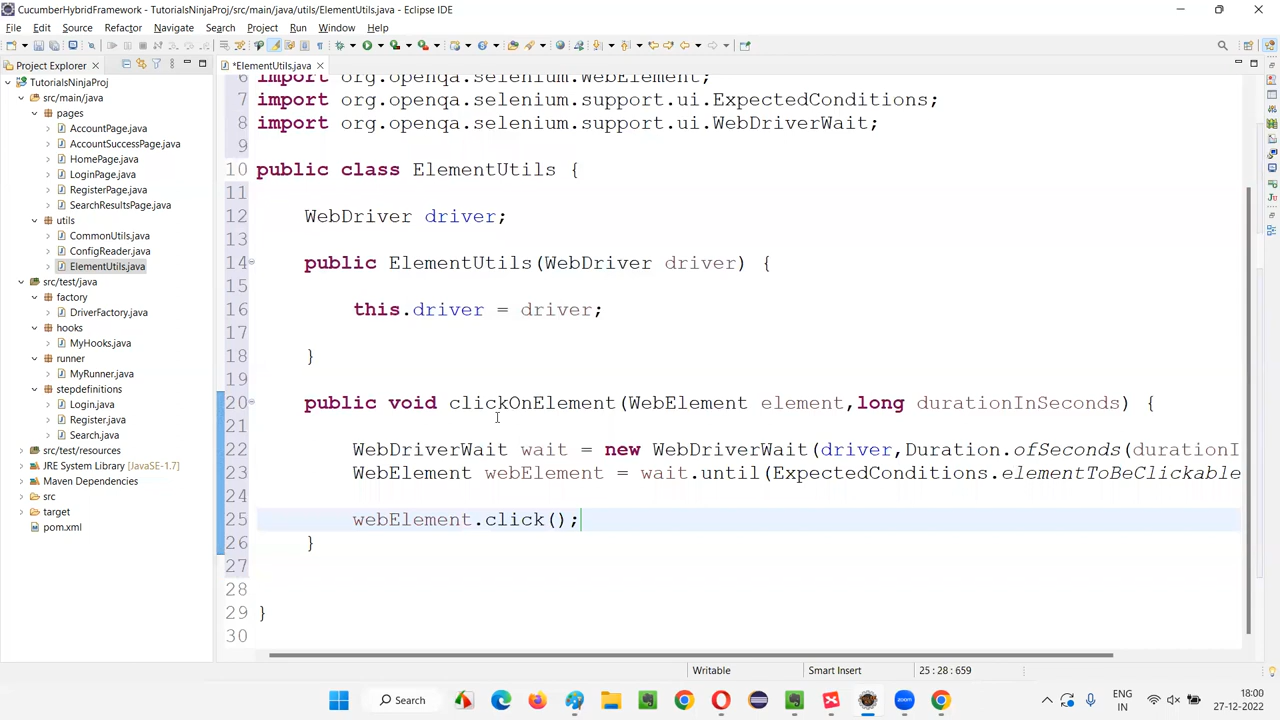 CucumberHybridFramework - TutorialsNinjaProj/src/main/java/utils/ElementUtils.java - Eclipse IDE
File Edit Source Refactor Navigate Search Project Run Window Help
Project Explorer
TutorialsNinjaProj
src/main/java
pages
AccountPage.java
AccountSuccessPage.java
HomePage.java
LoginPage.java
RegisterPage.java
SearchResultsPage.java
utils
CommonUtils.java
ConfigReader.java
ElementUtils.java
src/test/java
factory
DriverFactory.java
hooks
MyHooks.java
runner
MyRunner.java
stepdefinitions
Login.java
Register.java
Search.java
src/test/resources
JRE System Library [JavaSE-1.7]
Maven Dependencies
src
target
pom.xml
*ElementUtils.java
6 import org.openqa.selenium.WebElement;
7 import org.openqa.selenium.support.ui.ExpectedConditions;
8 import org.openqa.selenium.support.ui.WebDriverWait;
9
10 public class ElementUtils {
11
12 WebDriver driver;
13
14 public ElementUtils(WebDriver driver) {
15
16 this.driver = driver;
17
18 }
19
20 public void clickOnElement(WebElement element,long durationInSeconds) {
21
22 WebDriverWait wait = new WebDriverWait(driver,Duration.ofSeconds(durationI
23 WebElement webElement = wait.until(ExpectedConditions.elementToBeClickable
24
25 webElement.click();
26 }
27
28
29 }
30
Writable Smart Insert 25 : 28 : 659
Search
ENG
IN
18:00
27-12-2022